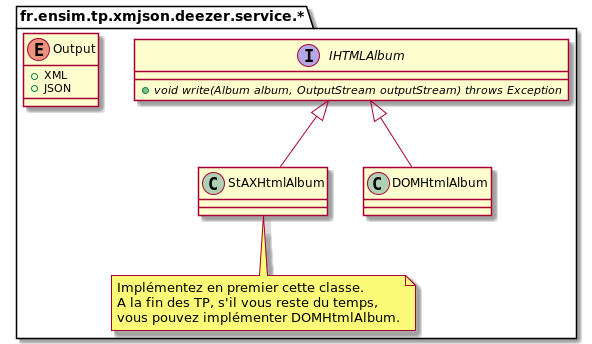 fr.ensim.tp.xmjson.deezer.service.*
E Output
XML
JSON
I IHTMLAlbum
void write(Album album, OutputStream outputStream) throws Exception
C StAXHtmlAlbum
C DOMHtmlAlbum
Implémentez en premier cette classe.
A la fin des TP, s'il vous reste du temps,
vous pouvez implémenter DOMHtmlAlbum.